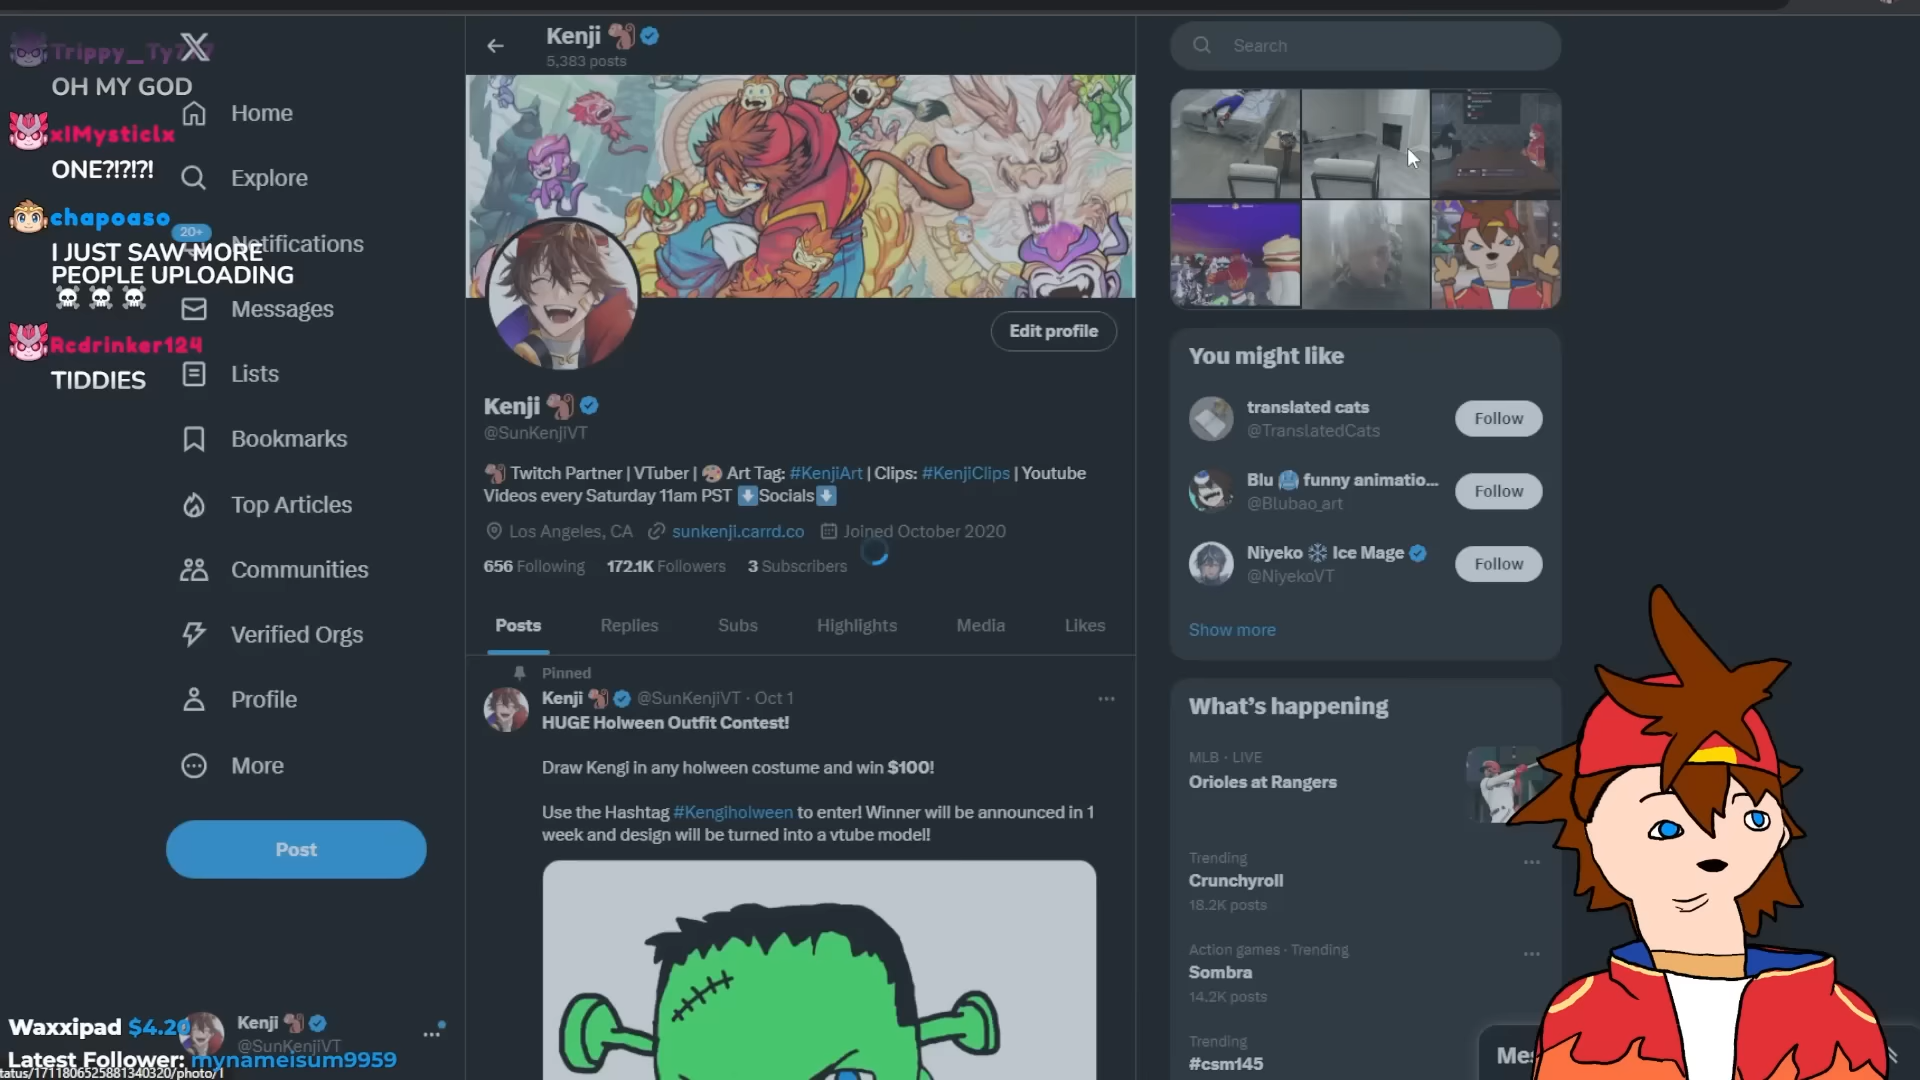 Trippy_Ty
OH MY GOD
xlMysticlx
ONE?!?!?!
chapoaso
I JUST SAW MORE
PEOPLE UPLOADING
☠☠☠
Rcdrinker124
TIDDIES
Home
Explore
20+
Notifications
Messages
Lists
Bookmarks
Top Articles
Communities
Verified Orgs
Profile
More
Post
Kenji
@SunKenjiVT
Waxxipad $4.20
Latest Follower: mynameisum9959
tatus/1711806525881340320/photo/1
Kenji
5,383 posts
Edit profile
Kenji
@SunKenjiVT
Twitch Partner | VTuber | 🎨 Art Tag: #KenjiArt | Clips: #KenjiClips | Youtube
Videos every Saturday 11am PST ⬇Socials⬇
Los Angeles, CA sunkenji.carrd.co Joined October 2020
656 Following 172.1K Followers 3 Subscribers
Posts Replies Subs Highlights Media Likes
Pinned
Kenji @SunKenjiVT · Oct 1
HUGE Holween Outfit Contest!
Draw Kengi in any holween costume and win $100!
Use the Hashtag #Kengiholween to enter! Winner will be announced in 1
week and design will be turned into a vtube model!
Search
You might like
translated cats
@TranslatedCats
Follow
Blu funny animatio...
@Blubao_art
Follow
Niyeko ❄ Ice Mage
@NiyekoVT
Follow
Show more
What's happening
MLB · LIVE
Orioles at Rangers
Trending
Crunchyroll
18.2K posts
Action games · Trending
Sombra
14.2K posts
Trending
#csm145
Mes